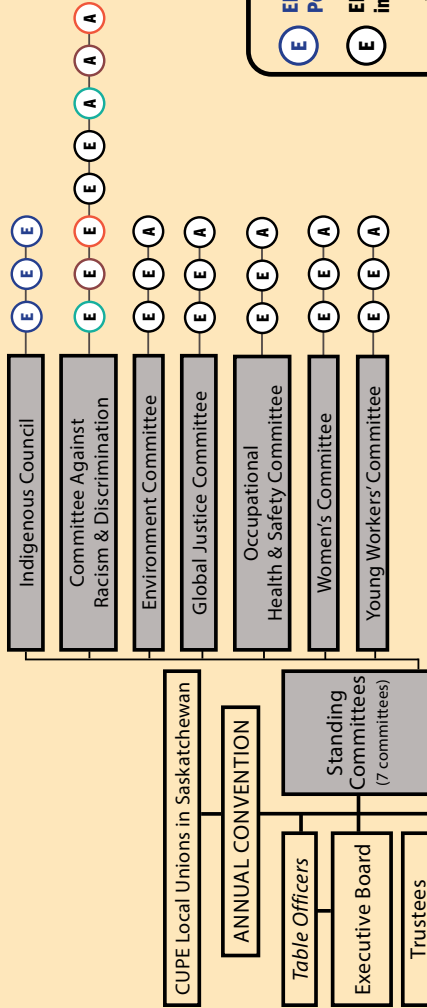 Indigenous Council
E E E
Committee Against
Racism & Discrimination
E E E E E A A A
Environment Committee
E E A
Global Justice Committee
E E A
Occupational
Health & Safety Committee
E E A
Women's Committee
E E A
Young Workers' Committee
E E A
CUPE Local Unions in Saskatchewan
ANNUAL CONVENTION
Table Officers
Executive Board
Trustees
Standing
Committees
(7 committees)
E
E